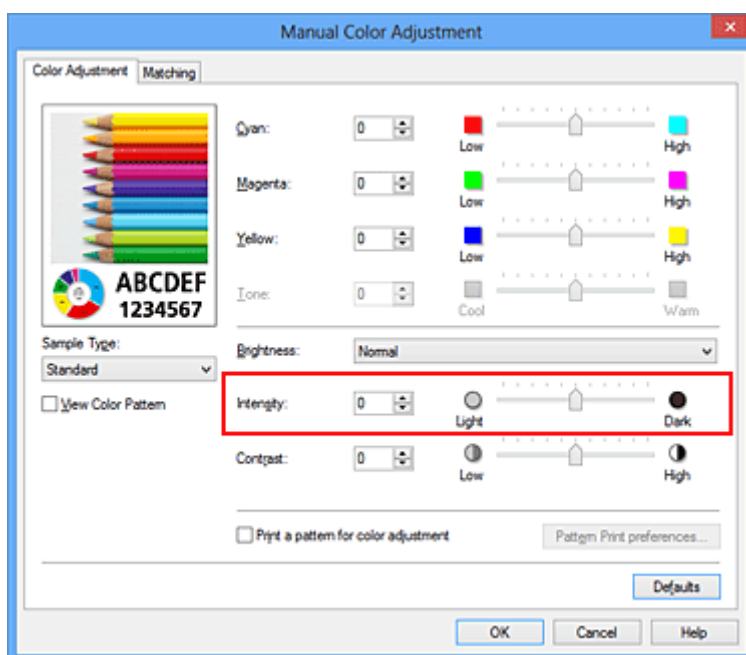 Manual Color Adjustment
Color Adjustment Matching
ABCDEF
1234567
Sample Type:
Standard
View Color Pattern
Cyan: 0 Low High
Magenta: 0 Low High
Yellow: 0 Low High
Tone: 0 Cool Warm
Brightness: Normal
Intensity: 0 Light Dark
Contrast: 0 Low High
Print a pattern for color adjustment Pattern Print preferences...
Defaults
OK Cancel Help